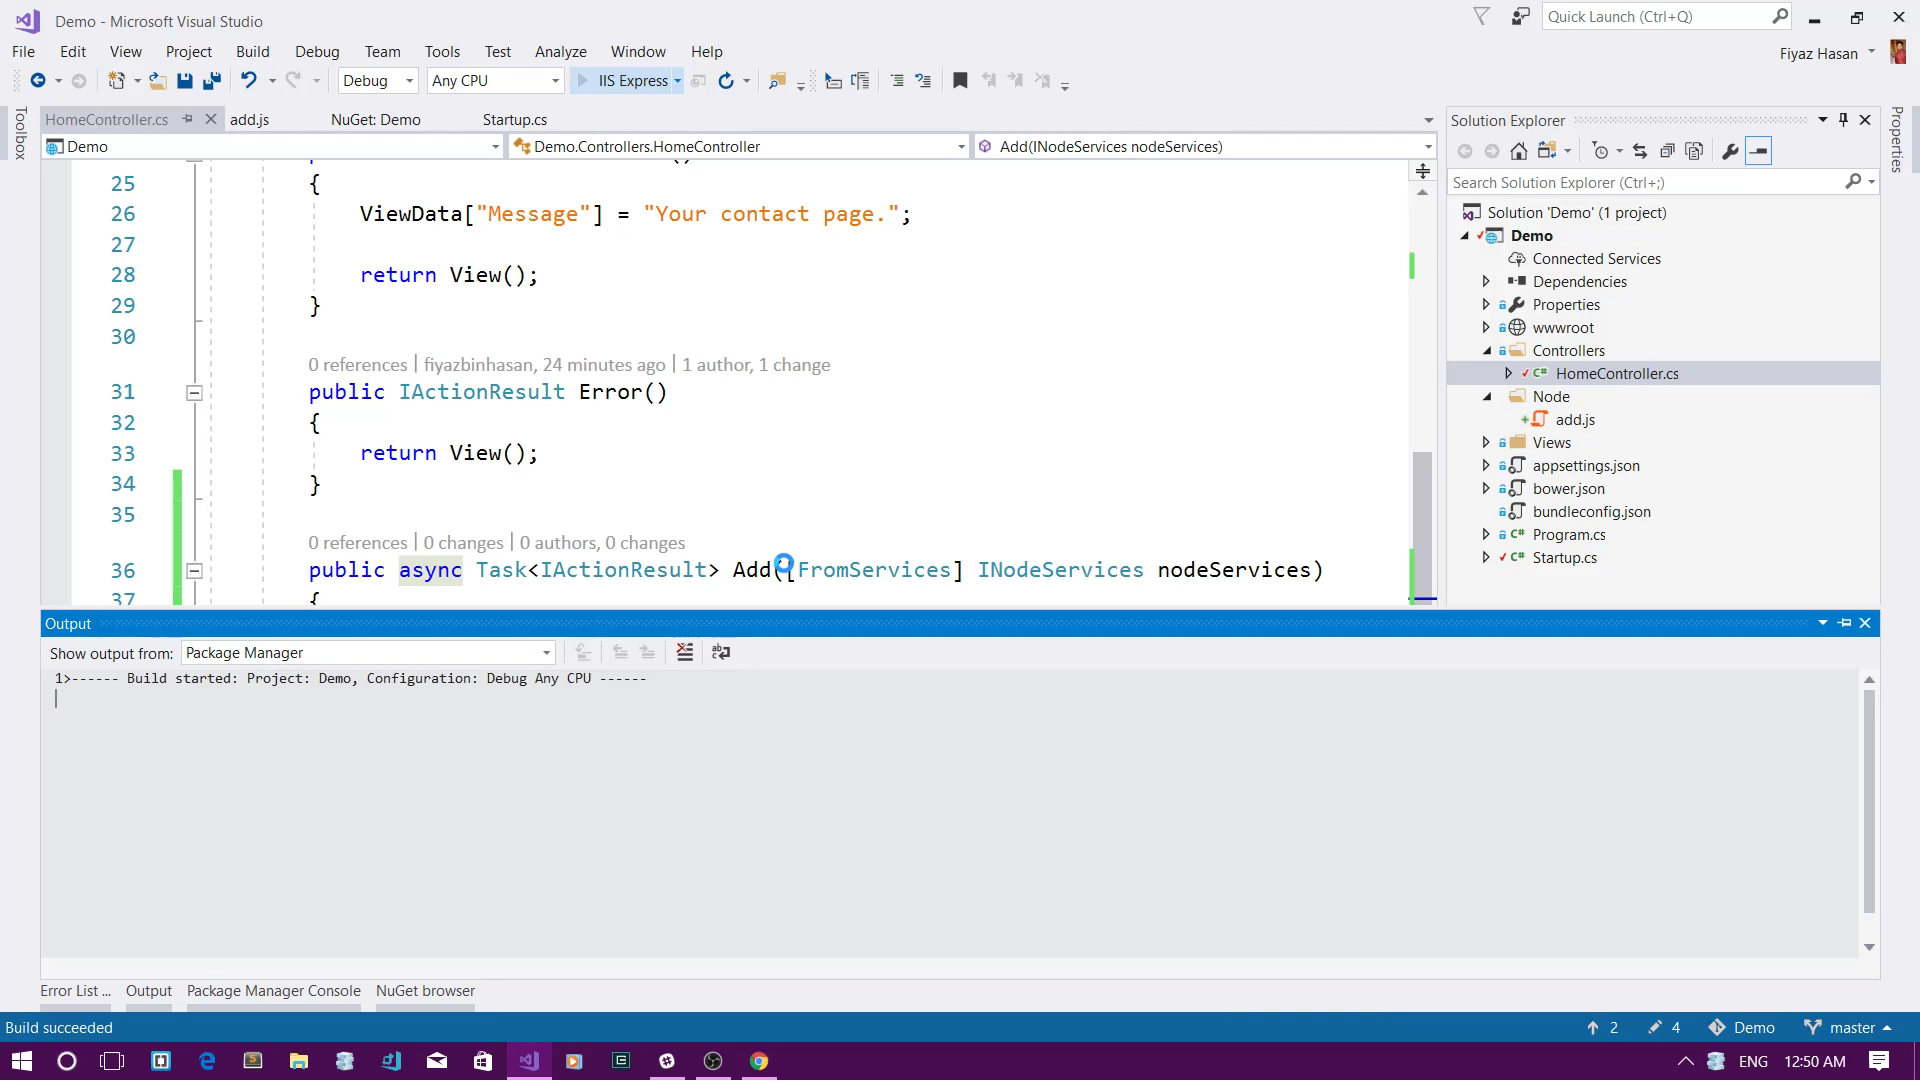 Demo - Microsoft Visual Studio
Quick Launch (Ctrl+Q)
File Edit View Project Build Debug Team Tools Test Analyze Window Help
Fiyaz Hasan
Debug Any CPU IIS Express
Toolbox
HomeController.cs add.js NuGet: Demo Startup.cs
Demo Demo.Controllers.HomeController Add(INodeServices nodeServices)
25 {
26 ViewData["Message"] = "Your contact page.";
27
28 return View();
29 }
30
0 references | fiyazbinhasan, 24 minutes ago | 1 author, 1 change
31 public IActionResult Error()
32 {
33 return View();
34 }
35
0 references | 0 changes | 0 authors, 0 changes
36 public async Task<IActionResult> Add([FromServices] INodeServices nodeServices)
37 {
Solution Explorer
Search Solution Explorer (Ctrl+;)
Solution 'Demo' (1 project)
Demo
Connected Services
Dependencies
Properties
wwwroot
Controllers
C# HomeController.cs
Node
add.js
Views
appsettings.json
bower.json
bundleconfig.json
C# Program.cs
C# Startup.cs
Properties
Output
Show output from: Package Manager
1>------ Build started: Project: Demo, Configuration: Debug Any CPU ------
Error List ... Output Package Manager Console NuGet browser
Build succeeded
2 4 Demo master
ENG 12:50 AM